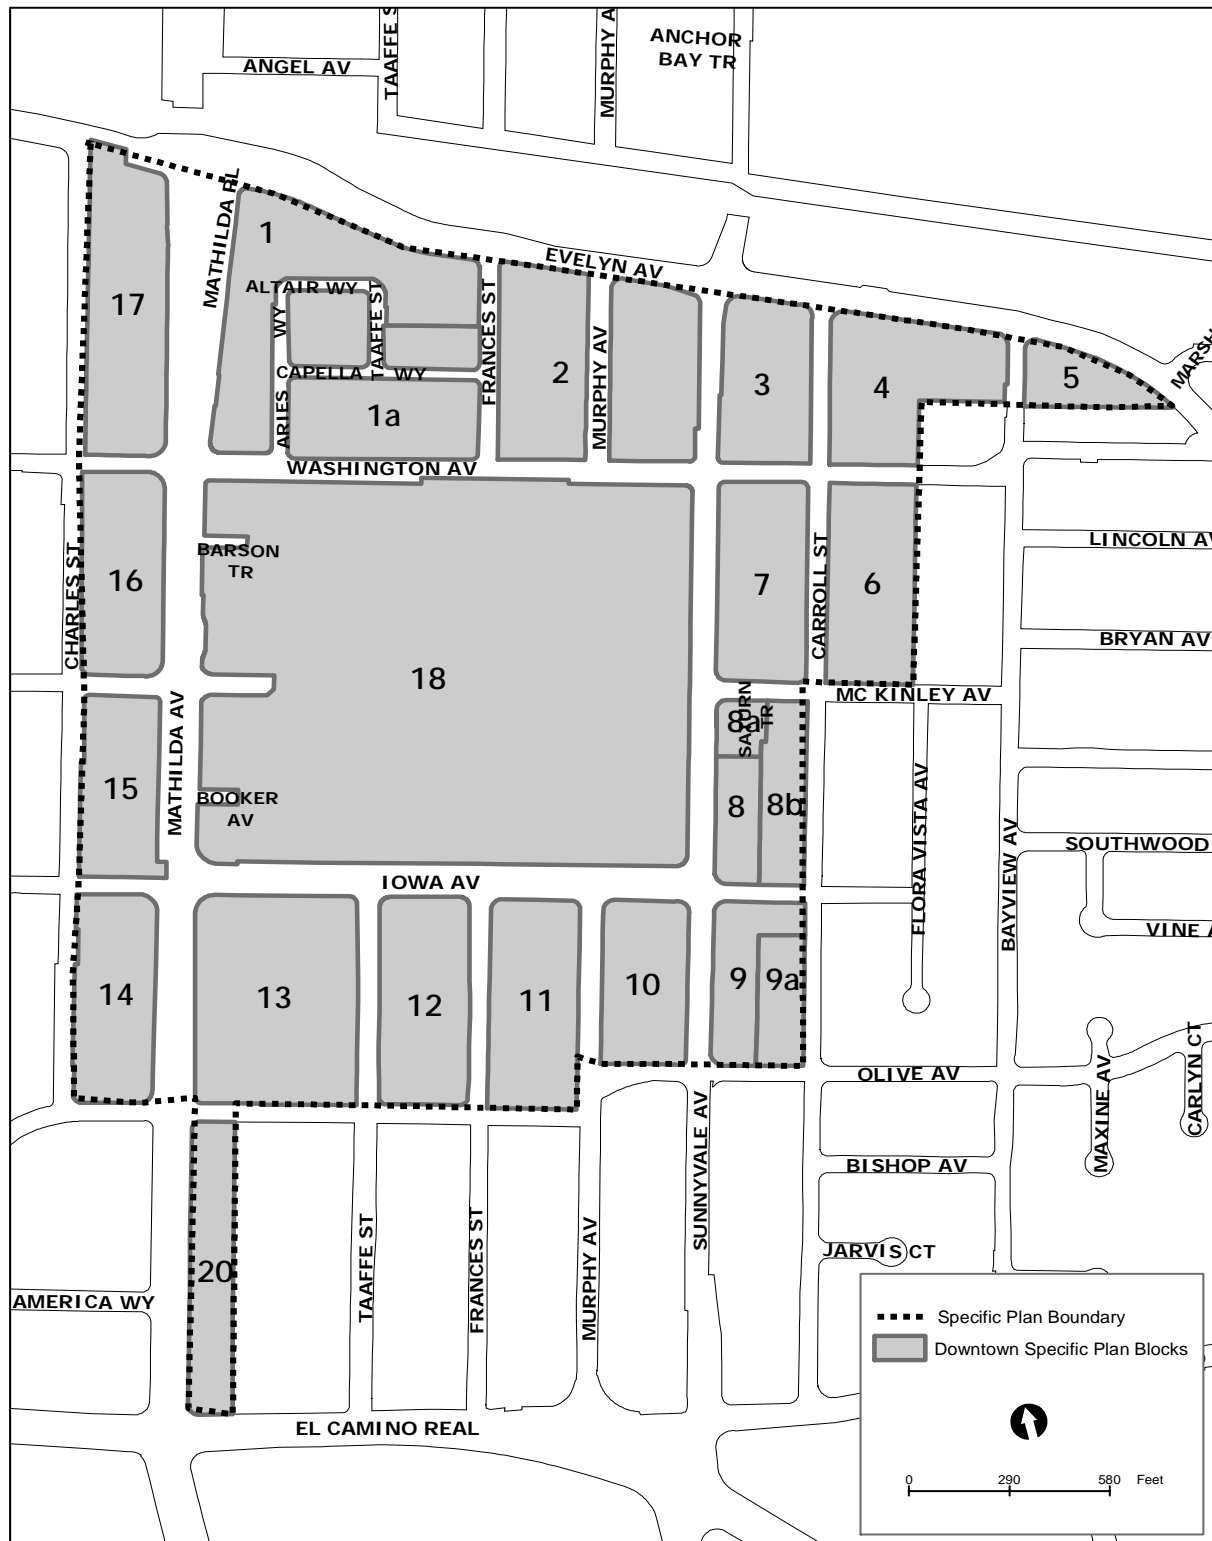 ANGEL AV
TAAFFE S
MURPHY A
ANCHOR
BAY TR
MATHILDA PL
1
EVELYN AV
17
ALTAIR WY
TAAFFE ST
FRANCES ST
MURPHY AV
2
3
4
5
MARSH
ARIES WY
CAPELLA WY
1a
WASHINGTON AV
LINCOLN AV
BARSON
TR
CHARLES ST
16
7
CARROLL ST
6
BRYAN AV
18
MC KINLEY AV
8a
SATURN
TR
MATHILDA AV
15
BOOKER
AV
8
8b
FLORA VISTA AV
BAYVIEW AV
SOUTHWOOD
IOWA AV
VINE A
14
13
12
11
10
9
9a
OLIVE AV
MAXINE AV
CARLYN CT
SUNNYVALE AV
BISHOP AV
JARVIS CT
20
AMERICA WY
TAAFFE ST
FRANCES ST
MURPHY AV
EL CAMINO REAL
Specific Plan Boundary
Downtown Specific Plan Blocks
0 290 580 Feet